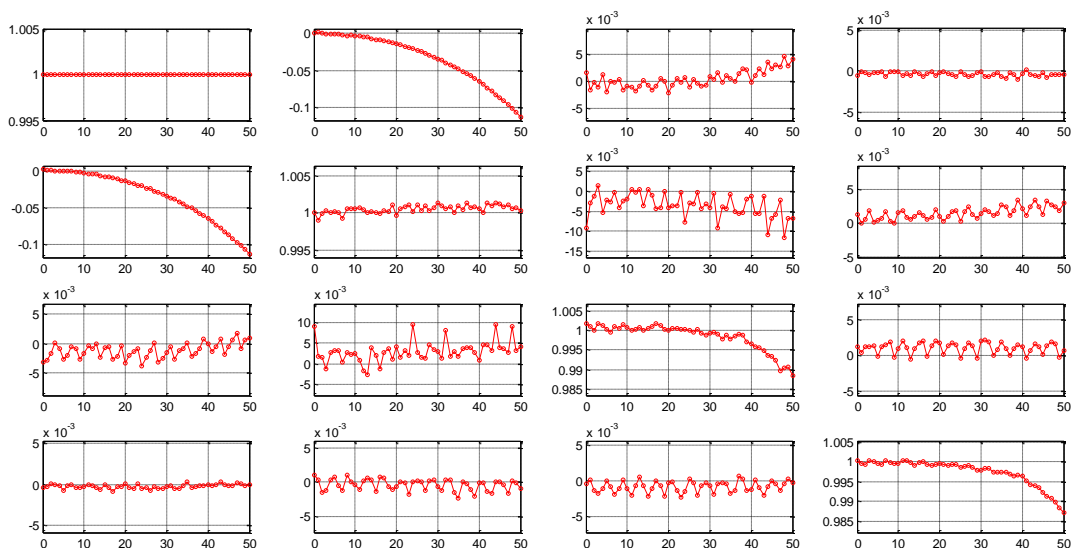 x 10⁻³ x 10⁻³
1.005 0 5 5
1 -0.05 0 0
0.995 -0.1 -5 -5
0 10 20 30 40 50 0 10 20 30 40 50 0 10 20 30 40 50 0 10 20 30 40 50
x 10⁻³ x 10⁻³
0 1.005 5 5
-0.05 1 0 0
-0.1 0.995 -5 -5
-10
-15
0 10 20 30 40 50 0 10 20 30 40 50 0 10 20 30 40 50 0 10 20 30 40 50
x 10⁻³ x 10⁻³ x 10⁻³
5 10 1.005 5
0 5 1 0
-5 0 0.995 -5
-5 0.99
0.985
0 10 20 30 40 50 0 10 20 30 40 50 0 10 20 30 40 50 0 10 20 30 40 50
x 10⁻³ x 10⁻³ x 10⁻³
5 5 5 1.005
0 0 0 1
-5 -5 -5 0.995
0.99
0.985
0 10 20 30 40 50 0 10 20 30 40 50 0 10 20 30 40 50 0 10 20 30 40 50